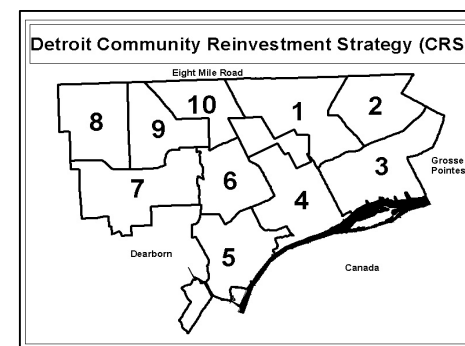 Detroit Community Reinvestment Strategy (CRS
Eight Mile Road
10
1
2
8
9
3
Grosse
Pointes
6
7
4
Dearborn
5
Canada